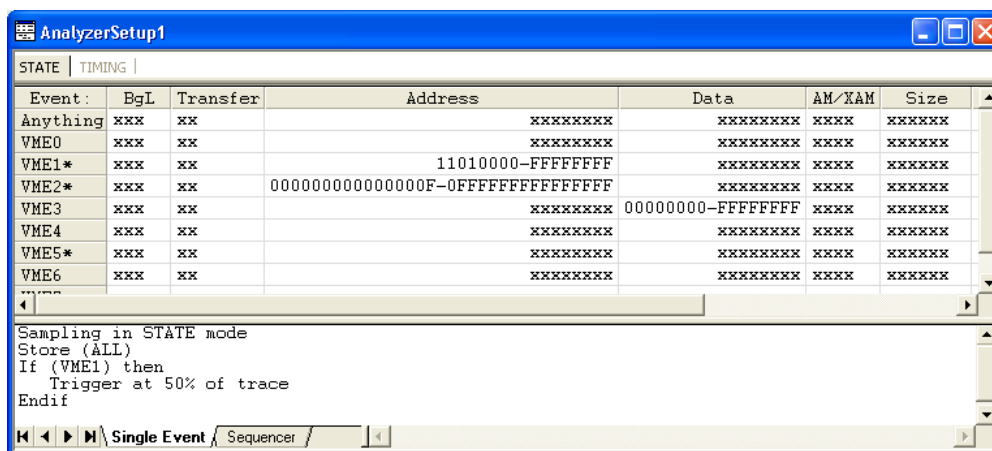 AnalyzerSetup1
STATE TIMING
Event: BgL Transfer Address Data AM/XAM Size
Anything xxx xx xxxxxxxx xxxxxxxx xxxx xxxxxx
VME0 xxx xx xxxxxxxx xxxxxxxx xxxx xxxxxx
VME1* xxx xx 11010000-FFFFFFFF xxxxxxxx xxxx xxxxxx
VME2* xxx xx 000000000000000F-0FFFFFFFFFFFFFFF xxxxxxxx xxxx xxxxxx
VME3 xxx xx xxxxxxxx 00000000-FFFFFFFF xxxx xxxxxx
VME4 xxx xx xxxxxxxx xxxxxxxx xxxx xxxxxx
VME5* xxx xx xxxxxxxx xxxxxxxx xxxx xxxxxx
VME6 xxx xx xxxxxxxx xxxxxxxx xxxx xxxxxx
Sampling in STATE mode
Store (ALL)
If (VME1) then
Trigger at 50% of trace
Endif
Single Event Sequencer